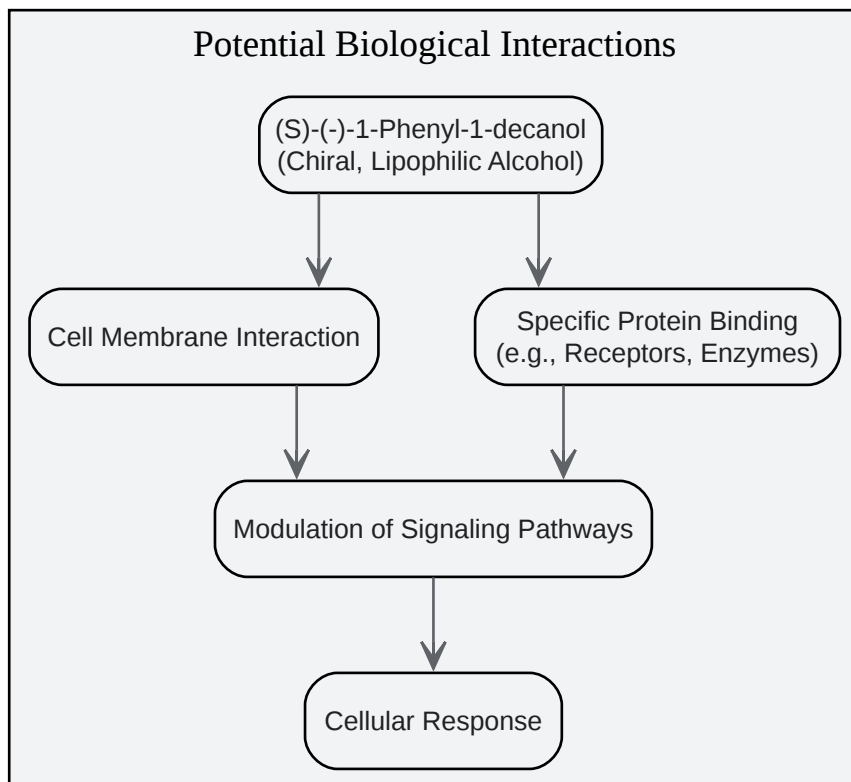 Potential Biological Interactions
(S)-(-)-1-Phenyl-1-decanol
(Chiral, Lipophilic Alcohol)
Cell Membrane Interaction
Specific Protein Binding
(e.g., Receptors, Enzymes)
Modulation of Signaling Pathways
Cellular Response